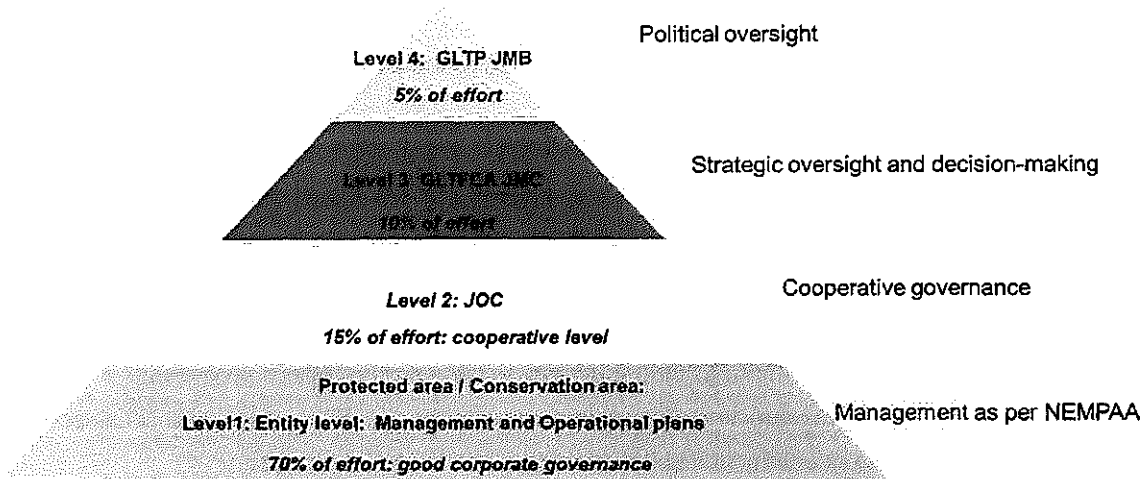 Political oversight
Level 4: GLTP JMB
5% of effort
Strategic oversight and decision-making
Level 3 GLTFCA JMC
10% of effort
Cooperative governance
Level 2: JOC
15% of effort: cooperative level
Protected area / Conservation area:
Level1: Entity level: Management and Operational plans
Management as per NEMPAA
70% of effort: good corporate governance